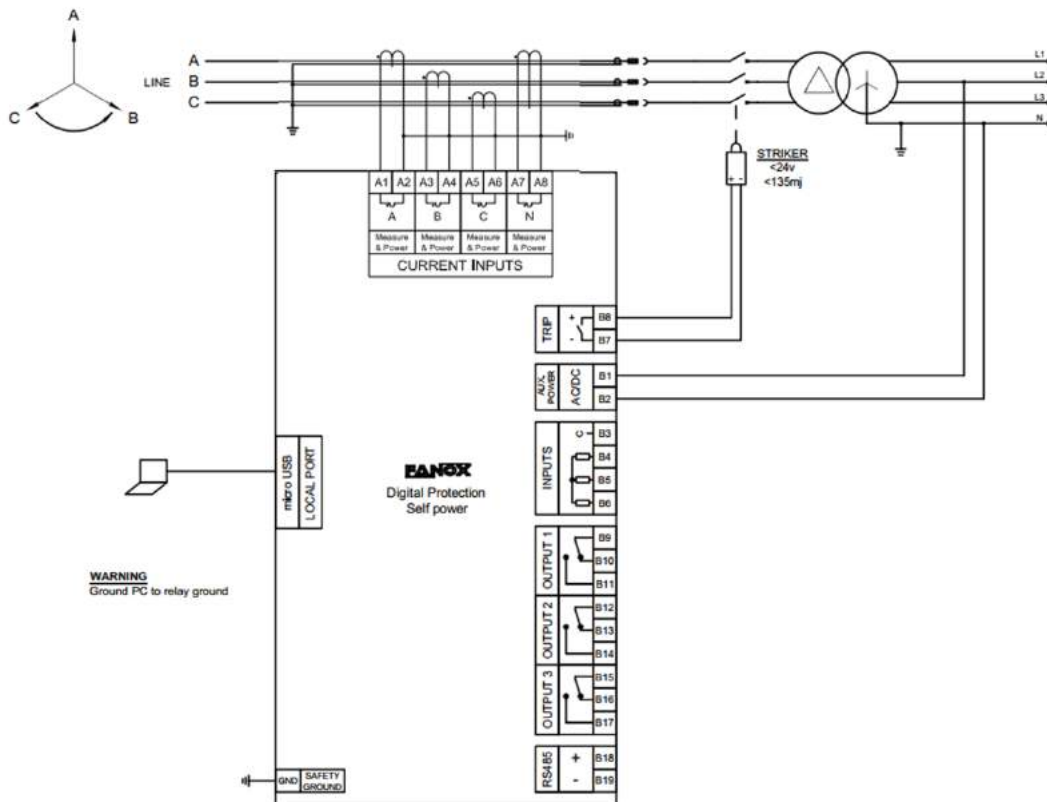 A
C
B
LINE
A
B
C
L1
L2
L3
N
STRIKER
<24v
<135mj
+ -
A1 A2 A3 A4 A5 A6 A7 A8
A B C N
Measure & Power
Measure & Power
Measure & Power
Measure & Power
CURRENT INPUTS
TRIP
+ B8
- B7
AUX. POWER
AC/DC
B1
B2
INPUTS
C B3
B4
B5
B6
micro USB
LOCAL PORT
FANOX
Digital Protection
Self power
WARNING
Ground PC to relay ground
OUTPUT 1
B9
B10
B11
OUTPUT 2
B12
B13
B14
OUTPUT 3
B15
B16
B17
RS485
+ B18
- B19
GND
SAFETY
GROUND